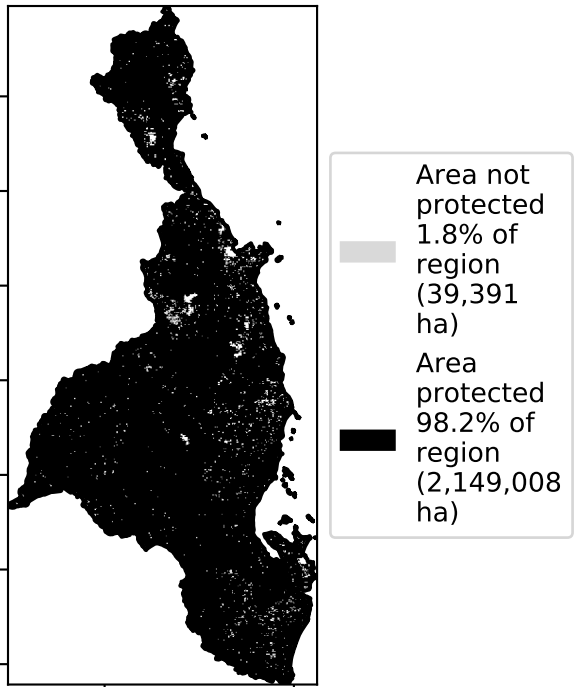 Area not
protected
1.8% of
region
(39,391
ha)
Area
protected
98.2% of
region
(2,149,008
ha)